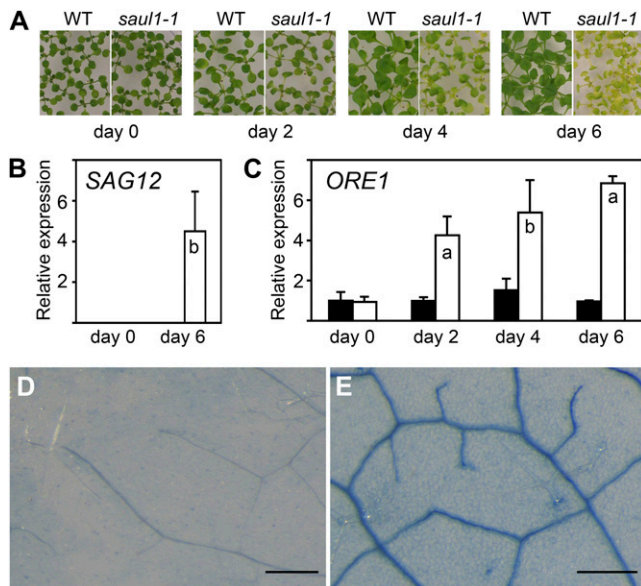 A
WT saul1-1 WT saul1-1 WT saul1-1 WT saul1-1
day 0 day 2 day 4 day 6
B
SAG12
Relative expression
6
4
2
b
day 0 day 6
C
ORE1
Relative expression
6
4
2
a
b
a
day 0 day 2 day 4 day 6
D
E